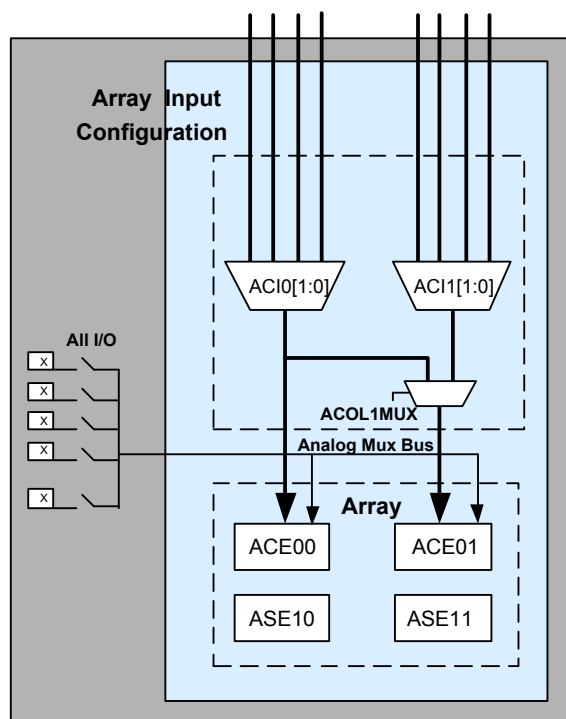 Array Input
Configuration
ACI0[1:0]
ACI1[1:0]
All I/O
X
X
X
X
X
ACOL1MUX
Analog Mux Bus
Array
ACE00
ACE01
ASE10
ASE11